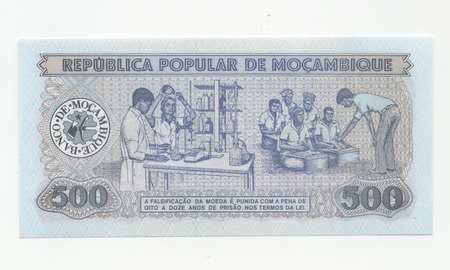 REPÚBLICA POPULAR DE MOÇAMBIQUE
BANCO·DE·MOÇAMBIQUE
500
A FALSIFICAÇÃO DA MOEDA É PUNIDA COM A PENA DE
OITO A DOZE ANOS DE PRISÃO NOS TERMOS DA LEI.
500